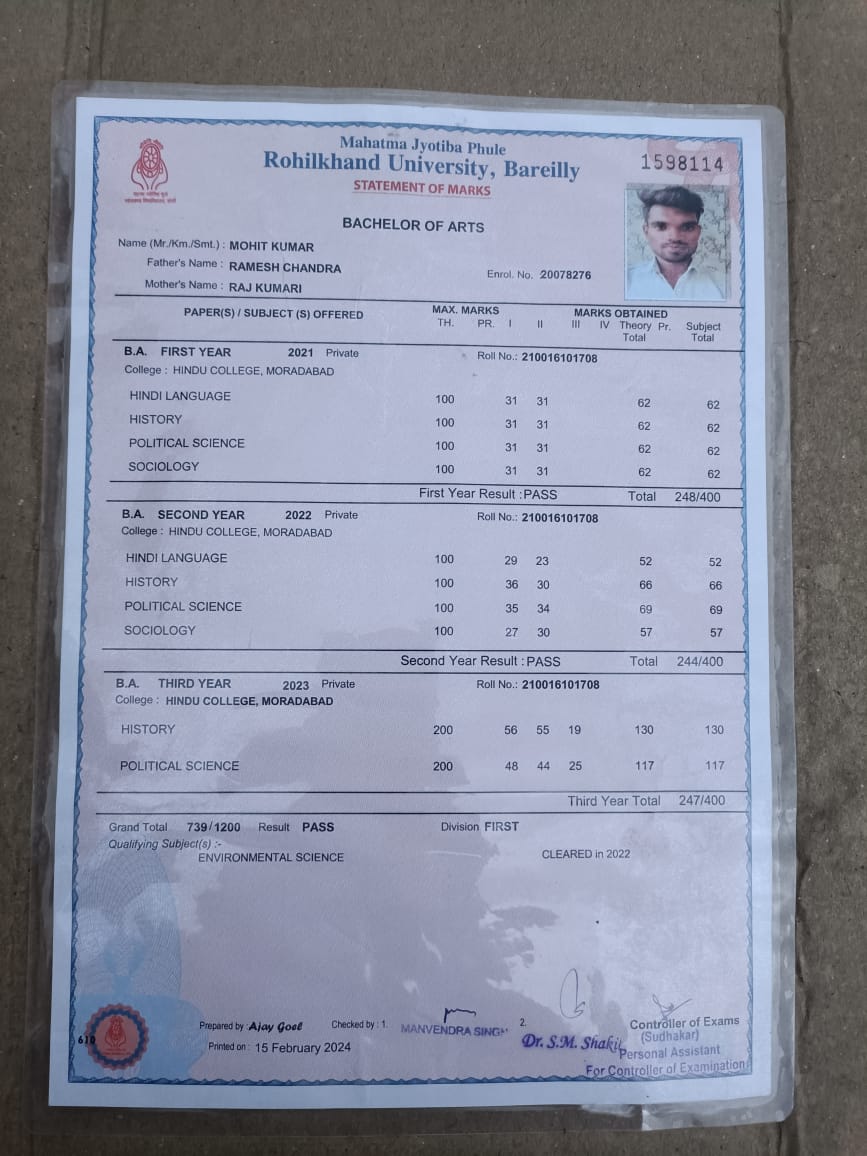 Mahatma Jyotiba Phule
Rohilkhand University, Bareilly
1598114
STATEMENT OF MARKS
BACHELOR OF ARTS
Name (Mr./Km./Smt.) : MOHIT KUMAR
Father's Name : RAMESH CHANDRA
Enrol. No. 20078276
Mother's Name : RAJ KUMARI
PAPER(S) / SUBJECT (S) OFFERED MAX. MARKS MARKS OBTAINED
TH. PR. I II III IV Theory Total Pr. Subject Total
B.A. FIRST YEAR 2021 Private Roll No.: 210016101708
College : HINDU COLLEGE, MORADABAD
HINDI LANGUAGE 100 31 31 62 62
HISTORY 100 31 31 62 62
POLITICAL SCIENCE 100 31 31 62 62
SOCIOLOGY 100 31 31 62 62
First Year Result :PASS Total 248/400
B.A. SECOND YEAR 2022 Private Roll No.: 210016101708
College : HINDU COLLEGE, MORADABAD
HINDI LANGUAGE 100 29 23 52 52
HISTORY 100 36 30 66 66
POLITICAL SCIENCE 100 35 34 69 69
SOCIOLOGY 100 27 30 57 57
Second Year Result :PASS Total 244/400
B.A. THIRD YEAR 2023 Private Roll No.: 210016101708
College : HINDU COLLEGE, MORADABAD
HISTORY 200 56 55 19 130 130
POLITICAL SCIENCE 200 48 44 25 117 117
Third Year Total 247/400
Grand Total 739/1200 Result PASS Division FIRST
Qualifying Subject(s) :-
ENVIRONMENTAL SCIENCE CLEARED in 2022
Prepared by : Ajay Goel Checked by : 1. MANVENDRA SINGH 2. Dr. S.M. Shakil
Printed on : 15 February 2024
Controller of Exams
(Sudhakar)
Personal Assistant
For Controller of Examination
610